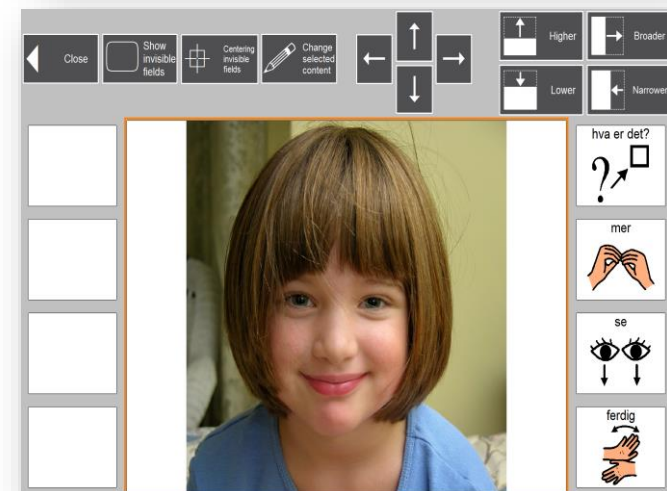 Close
Show
invisible
fields
Centering
invisible
fields
Change
selected
content
Higher
Broader
Lower
Narrower
hva er det?
mer
se
ferdig